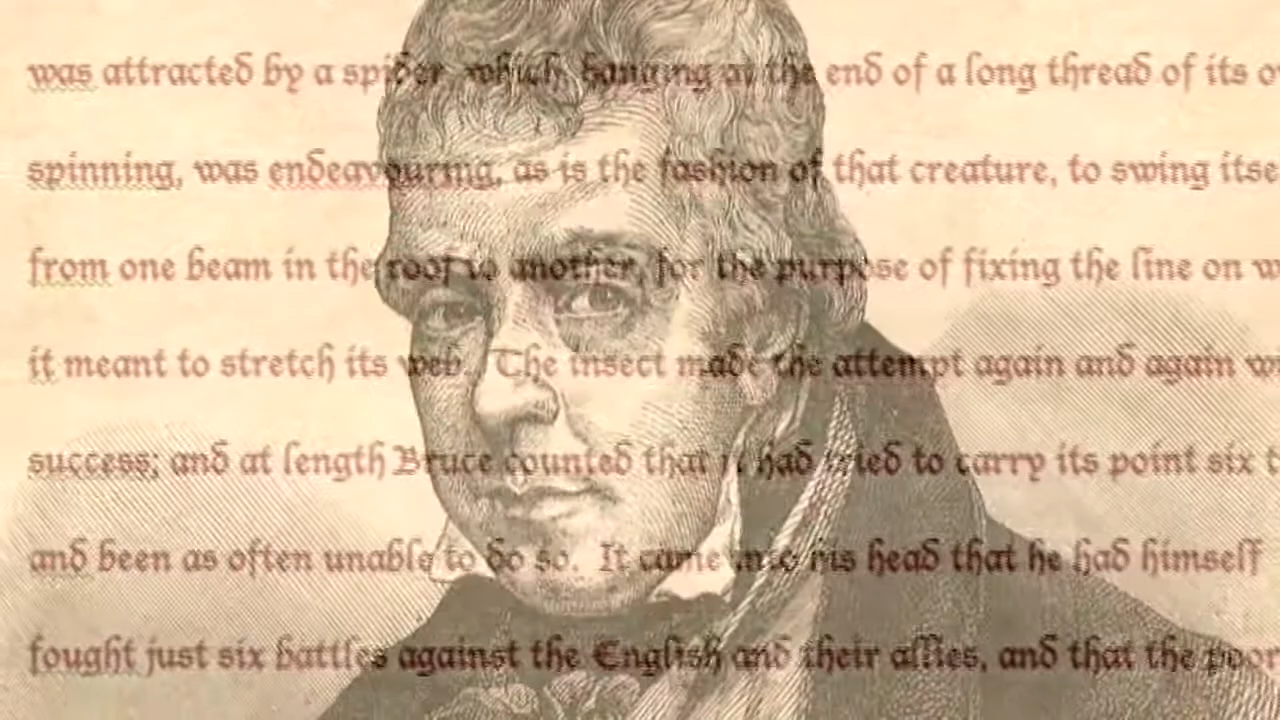 was attracted by a spider, which, hanging at the end of a long thread of its
spinning, was endeavouring, as is the fashion of that creature, to swing
from one beam in the roof to another, for the purpose of fixing the line on
it meant to stretch its web. The insect made the attempt again and again
success; and at length Bruce counted that it had tried to carry its point six
and been as often unable to do so. It came into his head that he had himself
fought just six battles against the English and their allies, and that the poor